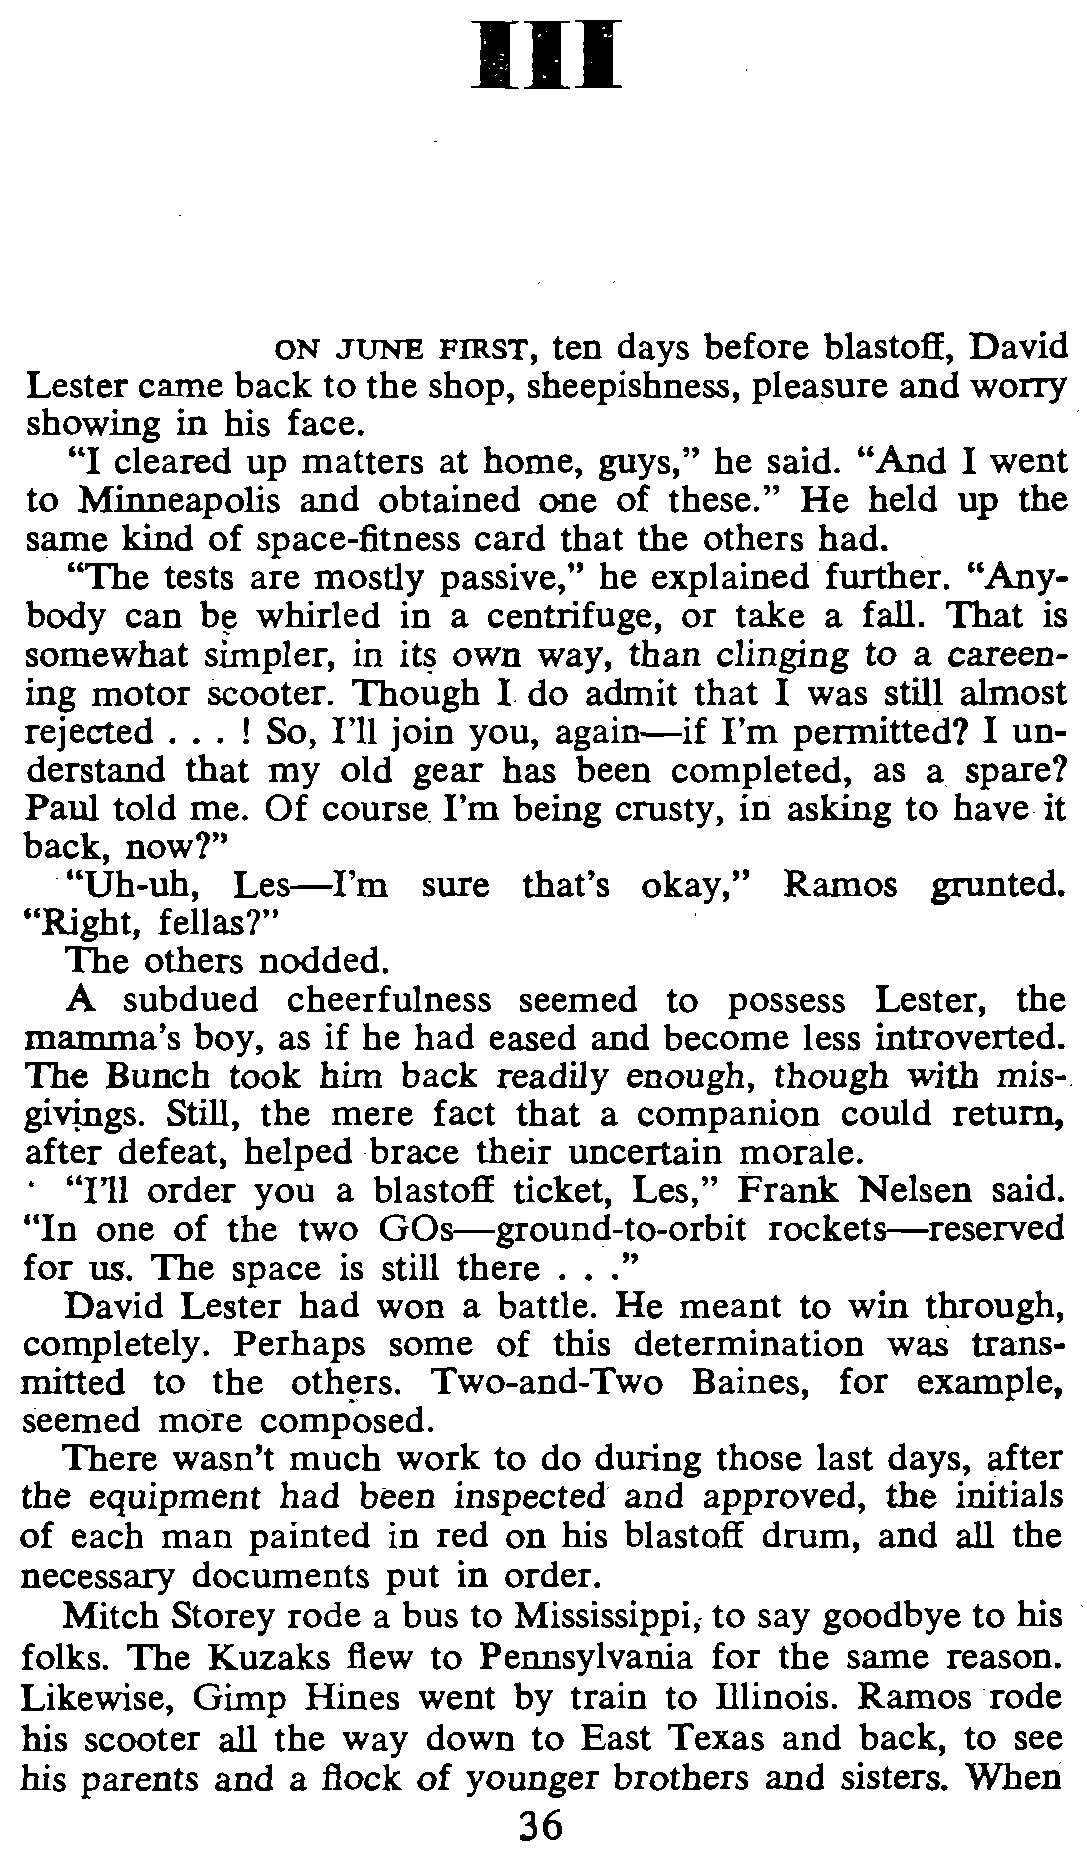 III
ON JUNE FIRST, ten days before blastoff, David
Lester came back to the shop, sheepishness, pleasure and worry
showing in his face.
“I cleared up matters at home, guys,” he said. “And I went
to Minneapolis and obtained one of these.” He held up the
same kind of space-fitness card that the others had.
“The tests are mostly passive,” he explained further. “Any-
body can be whirled in a centrifuge, or take a fall. That is
somewhat simpler, in its own way, than clinging to a careen-
ing motor scooter. Though I do admit that I was still almost
rejected . . . ! So, I’ll join you, again—if I’m permitted? I un-
derstand that my old gear has been completed, as a spare?
Paul told me. Of course I’m being crusty, in asking to have it
back, now?”
“Uh-uh, Les—I’m sure that’s okay,” Ramos grunted.
“Right, fellas?”
The others nodded.
A subdued cheerfulness seemed to possess Lester, the
mamma’s boy, as if he had eased and become less introverted.
The Bunch took him back readily enough, though with mis-
givings. Still, the mere fact that a companion could return,
after defeat, helped brace their uncertain morale.
“I’ll order you a blastoff ticket, Les,” Frank Nelsen said.
“In one of the two GOs—ground-to-orbit rockets—reserved
for us. The space is still there . . .”
David Lester had won a battle. He meant to win through,
completely. Perhaps some of this determination was trans-
mitted to the others. Two-and-Two Baines, for example,
seemed more composed.
There wasn’t much work to do during those last days, after
the equipment had been inspected and approved, the initials
of each man painted in red on his blastoff drum, and all the
necessary documents put in order.
Mitch Storey rode a bus to Mississippi, to say goodbye to his
folks. The Kuzaks flew to Pennsylvania for the same reason.
Likewise, Gimp Hines went by train to Illinois. Ramos rode
his scooter all the way down to East Texas and back, to see
his parents and a flock of younger brothers and sisters. When
36